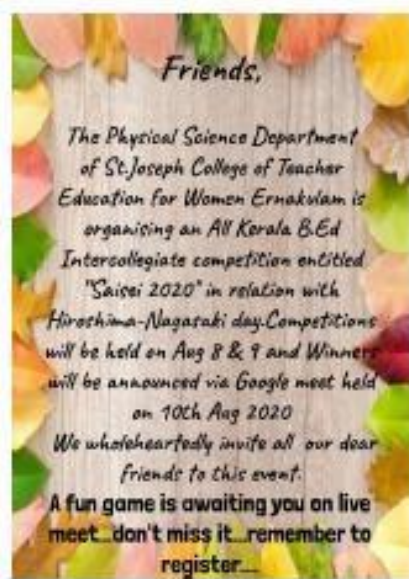 Friends,
The Physical Science Department
of St.Joseph College of Teacher
Education for Women Ernakulam is
organising an All Kerala B.Ed
Intercollegiate competition entitled
"Saisei 2020" in relation with
Hiroshima-Nagasaki day.Competitions
will be held on Aug 8 & 9 and Winners
will be announced via Google meet held
on 10th Aug 2020
We wholeheartedly invite all our dear
friends to this event.
A fun game is awaiting you on live
meet...don't miss it...remember to
register....